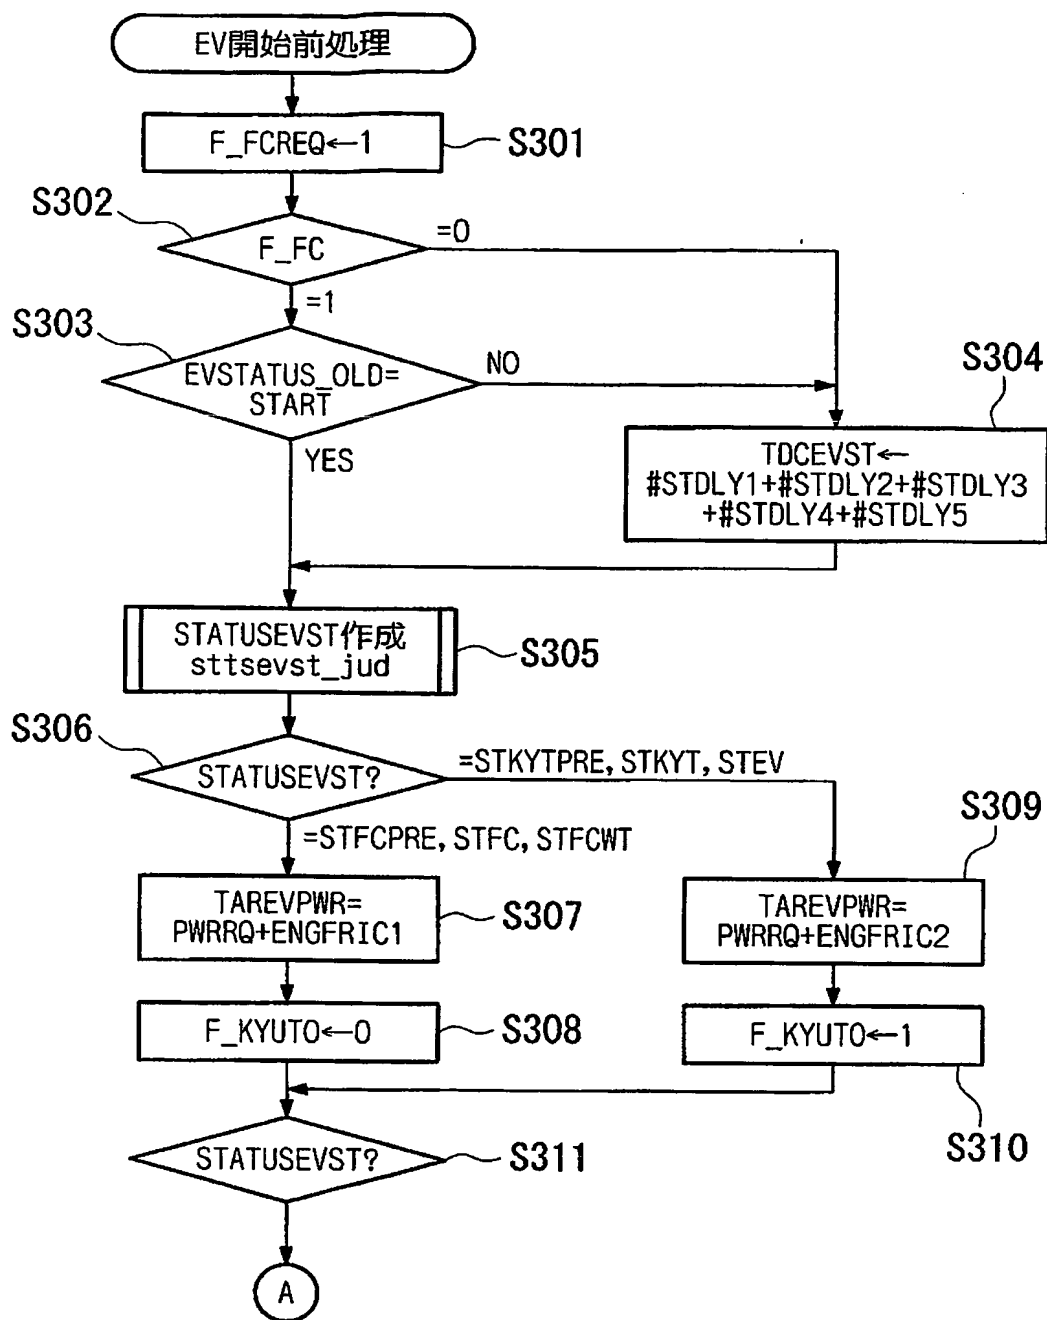 EV開始前処理
F_FCREQ←1
S301
S302
F_FC
=0
=1
S303
EVSTATUS_OLD=
START
NO
YES
S304
TDCEVST←
#STDLY1+#STDLY2+#STDLY3
+#STDLY4+#STDLY5
STATUSEVST作成
sttsevst_jud
S305
S306
STATUSEVST?
=STKYTPRE, STKYT, STEV
=STFCPRE, STFC, STFCWT
S309
TAREVPWR=
PWRRQ+ENGFRIC1
S307
TAREVPWR=
PWRRQ+ENGFRIC2
F_KYUTO←0
S308
F_KYUTO←1
S310
STATUSEVST?
S311
A